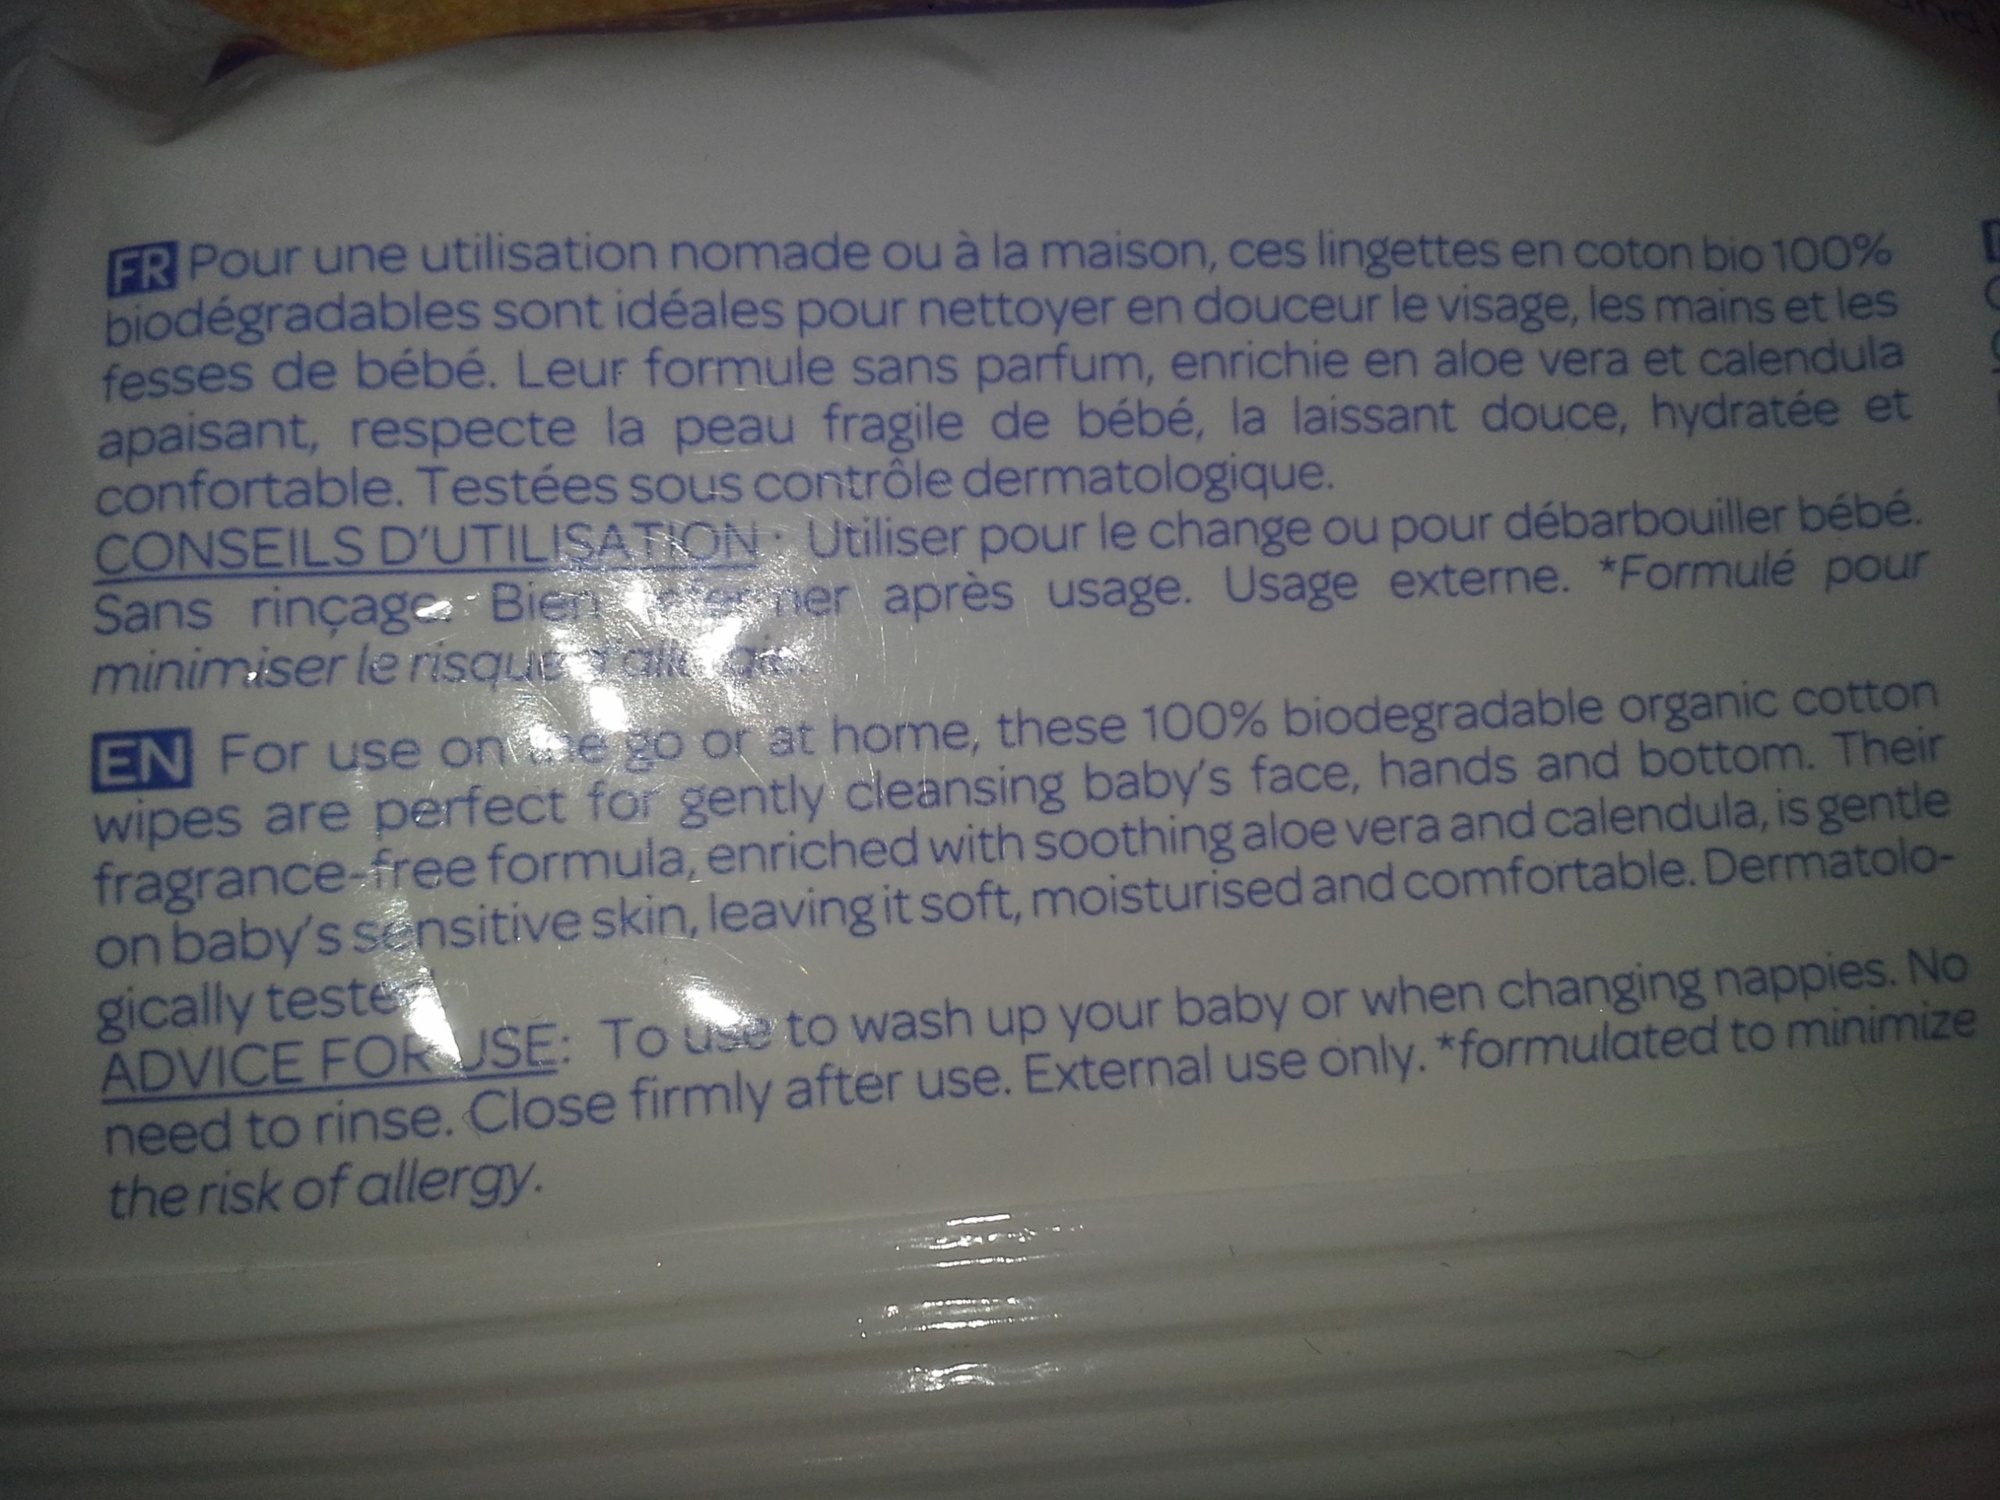 FR Pour une utilisation nomade ou à la maison, ces lingettes en coton bio 100%
biodégradables sont idéales pour nettoyer en douceur le visage, les mains et les
fesses de bébé. Leur formule sans parfum, enrichie en aloe vera et calendula
apaisant, respecte la peau fragile de bébé, la laissant douce, hydratée et
confortable. Testées sous contrôle dermatologique.
CONSEILS D'UTILISATION : Utiliser pour le change ou pour débarbouiller bébé.
Sans rinçage. Bien refermer après usage. Usage externe. *Formulé pour
minimiser le risque d'allergie.
EN For use on the go or at home, these 100% biodegradable organic cotton
wipes are perfect for gently cleansing baby's face, hands and bottom. Their
fragrance-free formula, enriched with soothing aloe vera and calendula, is gentle
on baby's sensitive skin, leaving it soft, moisturised and comfortable. Dermatolo-
gically tested.
ADVICE FOR USE: To use to wash up your baby or when changing nappies. No
need to rinse. Close firmly after use. External use only. *formulated to minimize
the risk of allergy.